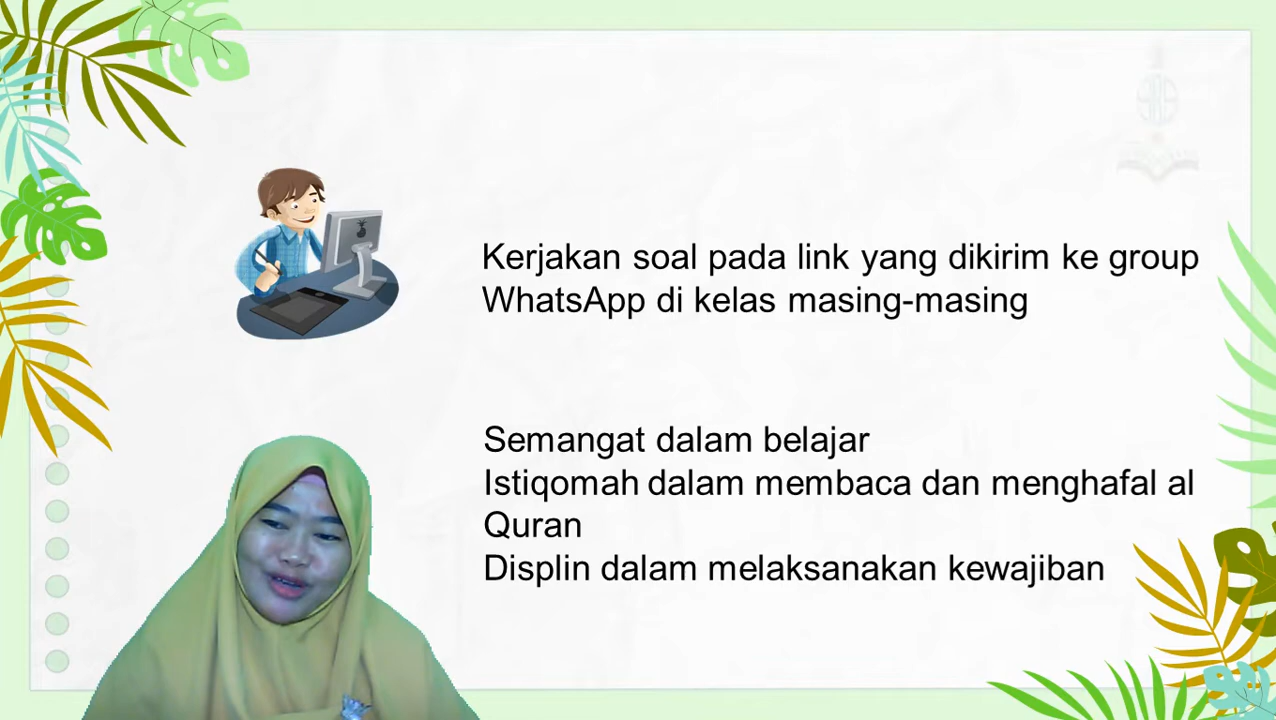 Kerjakan soal pada link yang dikirim ke group
WhatsApp di kelas masing-masing
Semangat dalam belajar
Istiqomah dalam membaca dan menghafal al
Quran
Displin dalam melaksanakan kewajiban